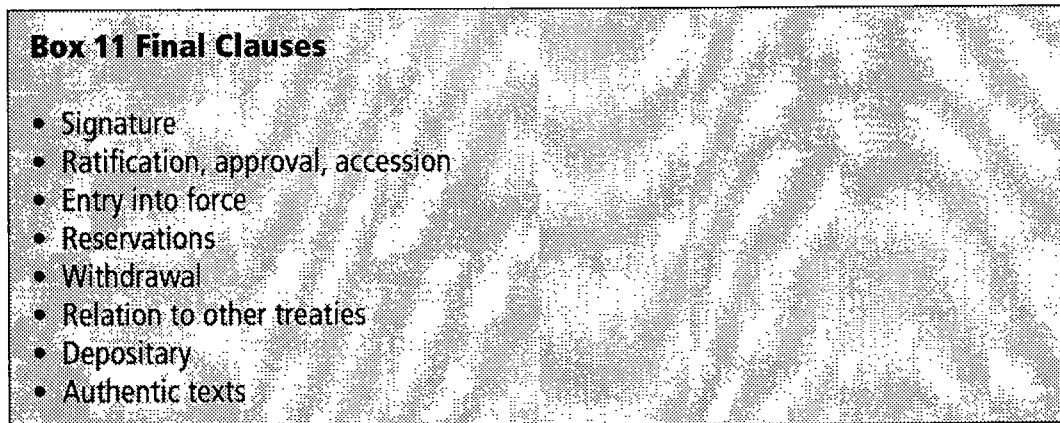 Box 11 Final Clauses
• Signature
• Ratification, approval, accession
• Entry into force
• Reservations
• Withdrawal
• Relation to other treaties
• Depositary
• Authentic texts